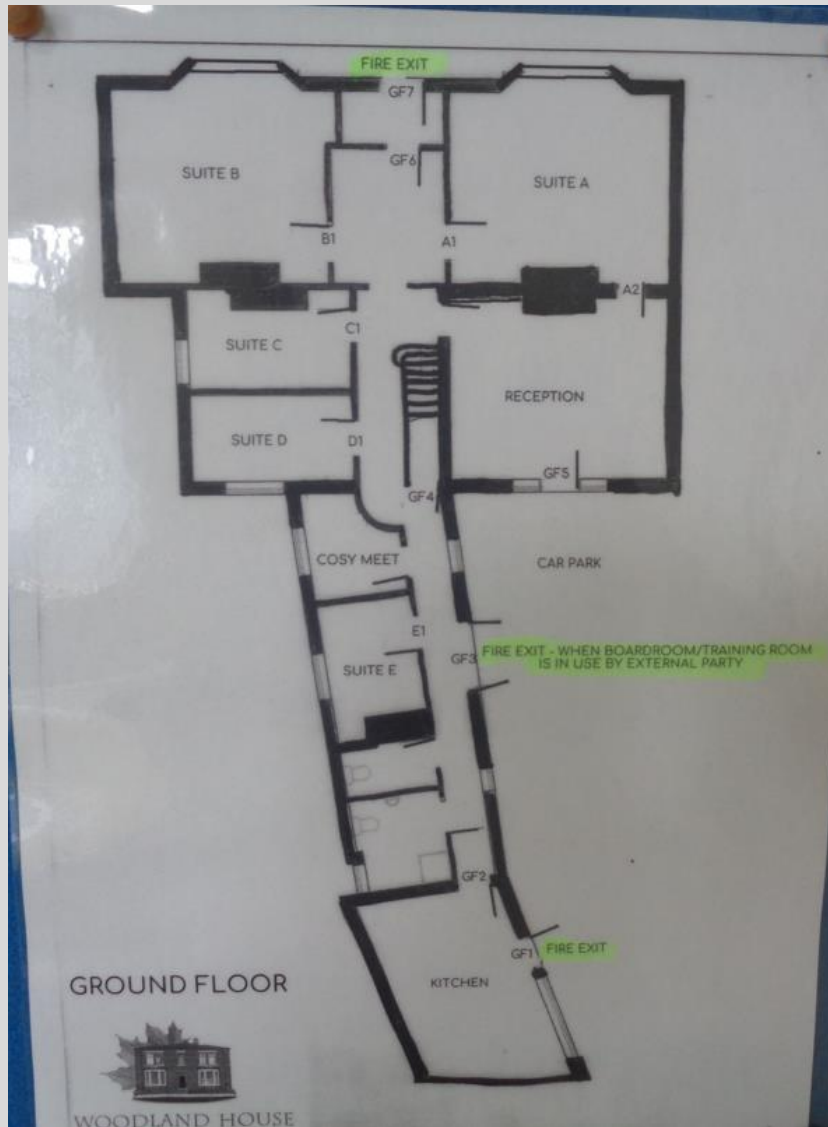 FIRE EXIT
GF7
GF6
SUITE B
SUITE A
B1
A1
A2
C1
SUITE C
RECEPTION
SUITE D
D1
GF5
GF4
COSY MEET
CAR PARK
E1
GF3
FIRE EXIT - WHEN BOARDROOM/TRAINING ROOM
IS IN USE BY EXTERNAL PARTY
SUITE E
GF2
GF1
FIRE EXIT
KITCHEN
GROUND FLOOR
WOODLAND HOUSE